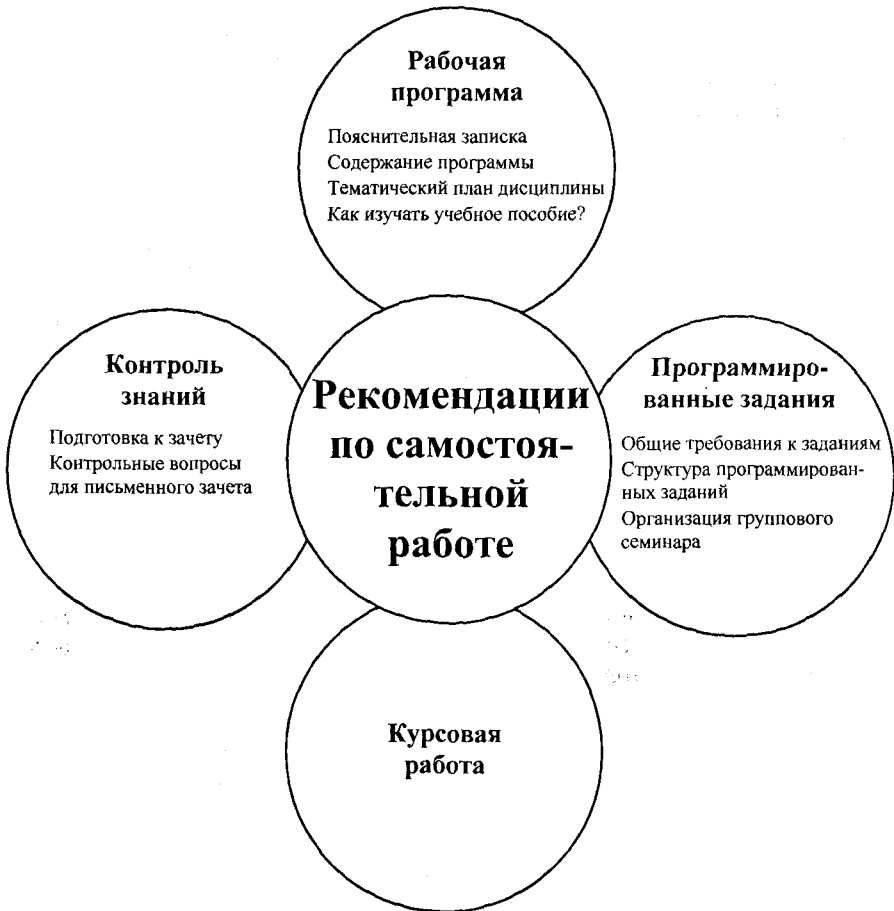 Рабочая
программа
Пояснительная записка
Содержание программы
Тематический план дисциплины
Как изучать учебное пособие?
Контроль
знаний
Подготовка к зачету
Контрольные вопросы
для письменного зачета
Рекомендации
по самостоя-
тельной
работе
Программиро-
ванные задания
Общие требования к заданиям
Структура программирован-
ных заданий
Организация группового
семинара
Курсовая
работа